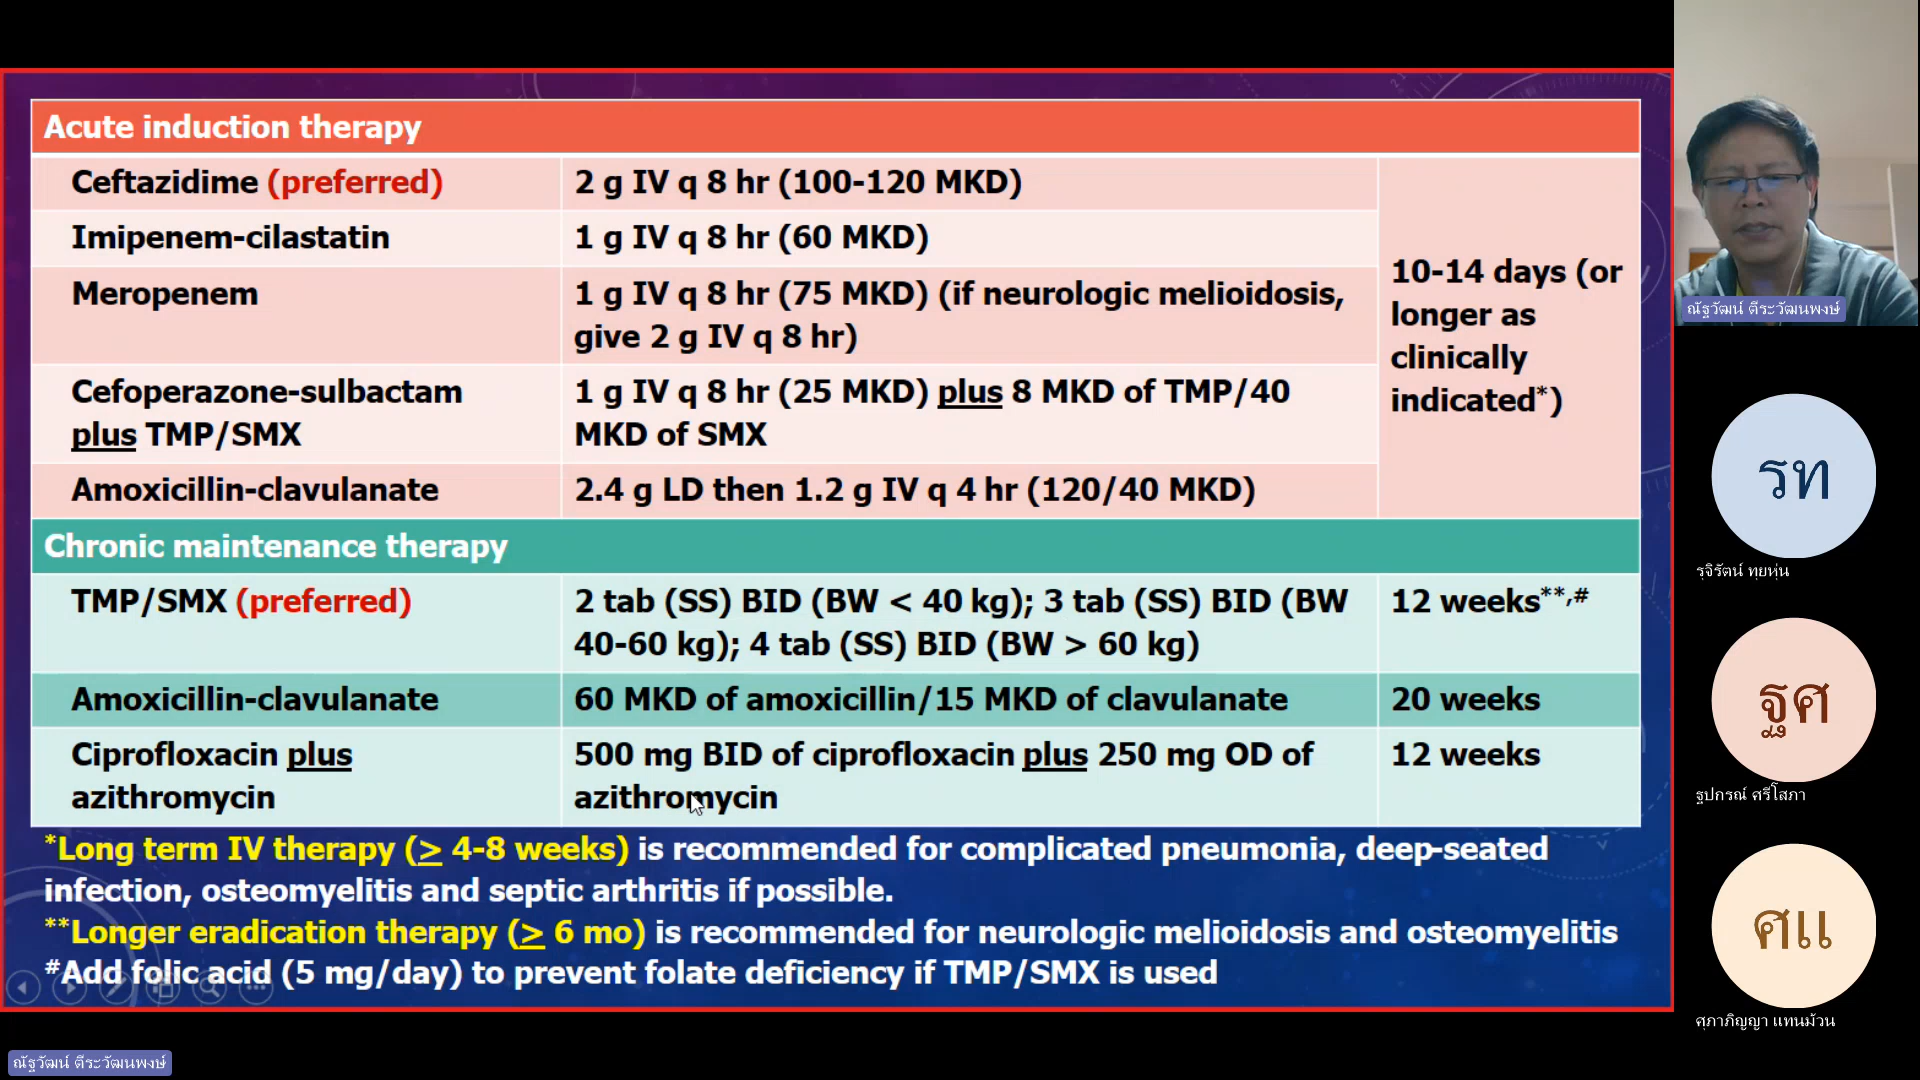 Acute induction therapy
Ceftazidime (preferred)
2 g IV q 8 hr (100-120 MKD)
10-14 days (or
longer as
clinically
indicated*)
Imipenem-cilastatin
1 g IV q 8 hr (60 MKD)
Meropenem
1 g IV q 8 hr (75 MKD) (if neurologic melioidosis,
give 2 g IV q 8 hr)
Cefoperazone-sulbactam
plus TMP/SMX
1 g IV q 8 hr (25 MKD) plus 8 MKD of TMP/40
MKD of SMX
Amoxicillin-clavulanate
2.4 g LD then 1.2 g IV q 4 hr (120/40 MKD)
Chronic maintenance therapy
TMP/SMX (preferred)
2 tab (SS) BID (BW < 40 kg); 3 tab (SS) BID (BW
40-60 kg); 4 tab (SS) BID (BW > 60 kg)
12 weeks**,#
Amoxicillin-clavulanate
60 MKD of amoxicillin/15 MKD of clavulanate
20 weeks
Ciprofloxacin plus
azithromycin
500 mg BID of ciprofloxacin plus 250 mg OD of
azithromycin
12 weeks
*Long term IV therapy (≥ 4-8 weeks) is recommended for complicated pneumonia, deep-seated
infection, osteomyelitis and septic arthritis if possible.
**Longer eradication therapy (≥ 6 mo) is recommended for neurologic melioidosis and osteomyelitis
#Add folic acid (5 mg/day) to prevent folate deficiency if TMP/SMX is used
ณัฐวัฒน์ ตีระวัฒนพงษ์
รท
รุจิรัตน์ ทุยหุ่น
ฐศ
ฐปกรณ์ ศรีโสภา
ศแ
ศุภาภิญญา แทนม้วน
ณัฐวัฒน์ ตีระวัฒนพงษ์